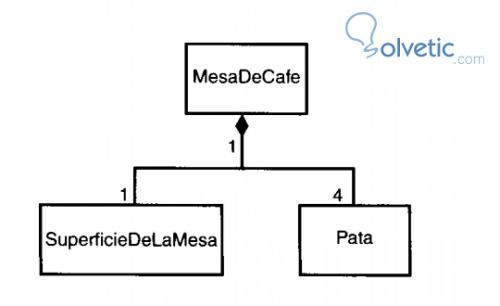 Solvetic.com
MesaDeCafe
1
1
4
SuperficieDeLaMesa
Pata